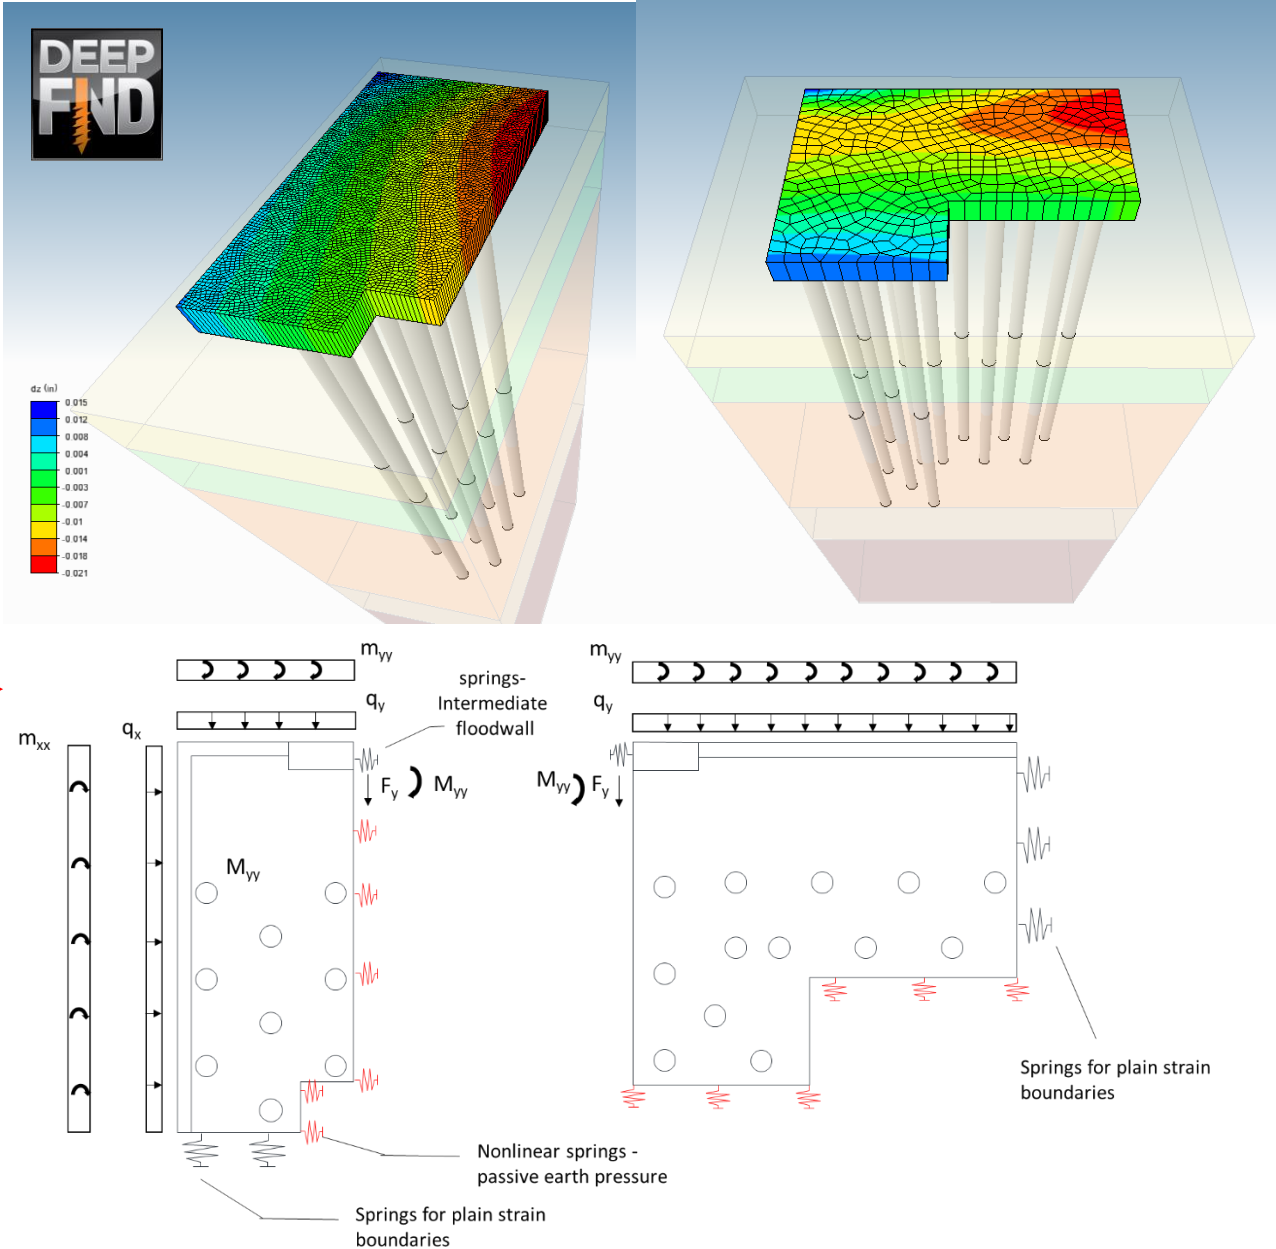 DEEP
FND
dz (in)
0.015
0.012
0.008
0.004
0.001
-0.003
-0.007
-0.01
-0.014
-0.018
-0.021
myy
springs-
Intermediate
floodwall
qy
mxx
qx
Fy
Myy
Myy
Nonlinear springs -
passive earth pressure
Springs for plain strain
boundaries
myy
qy
Myy
Fy
Springs for plain strain
boundaries